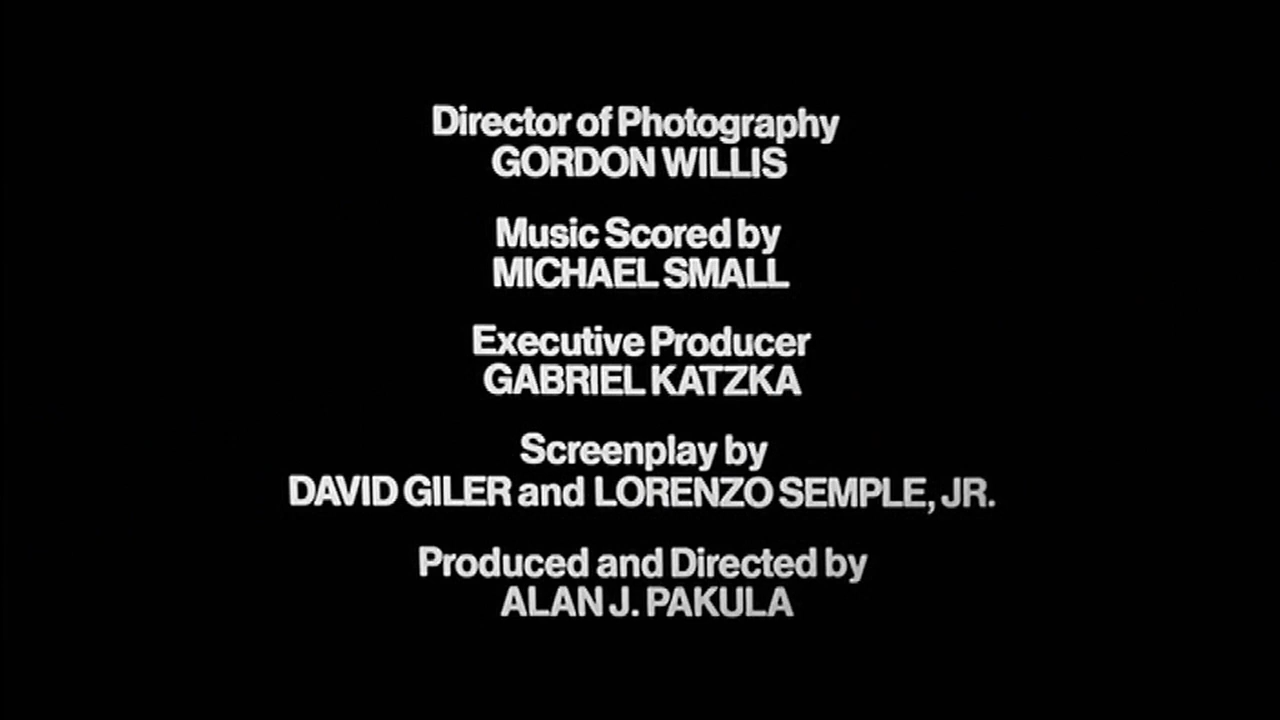 Director of Photography
GORDON WILLIS
Music Scored by
MICHAEL SMALL
Executive Producer
GABRIEL KATZKA
Screenplay by
DAVID GILER and LORENZO SEMPLE, JR.
Produced and Directed by
ALAN J. PAKULA